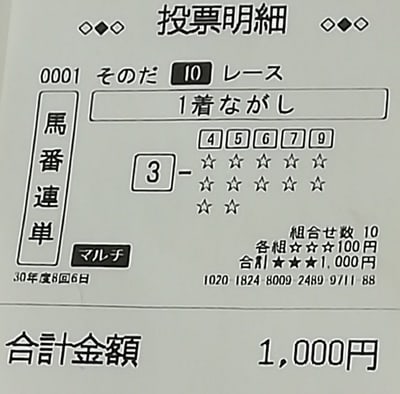 ◇◆◇ 投票明細 ◇◆◇
0001 そのだ 10 レース
馬番連単
1着ながし
3 - 4 5 6 7 9
☆☆☆☆☆
☆☆☆☆☆
☆☆
マルチ
組合せ数 10
各組☆☆☆100円
合計★★★1,000円
30年度8回6日 1020-1824-8009-2489-9711-88
合計金額 1,000円